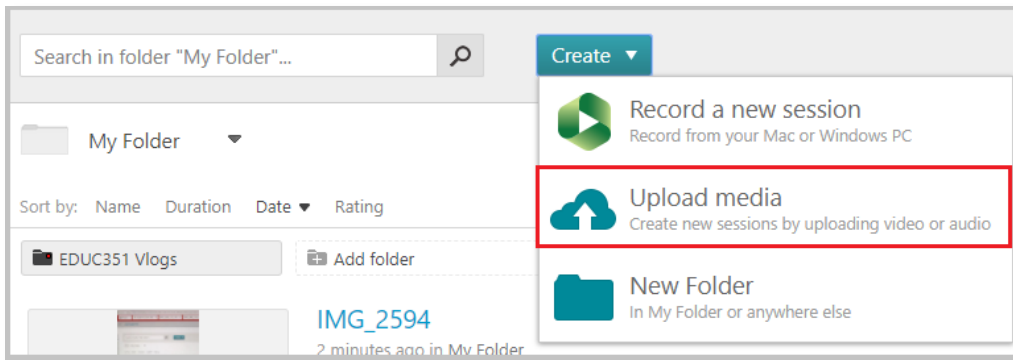 Search in folder "My Folder"...
Create
Record a new session
Record from your Mac or Windows PC
My Folder
Upload media
Create new sessions by uploading video or audio
Sort by: Name Duration Date Rating
EDUC351 Vlogs
Add folder
New Folder
In My Folder or anywhere else
IMG_2594
2 minutes ago in My Folder